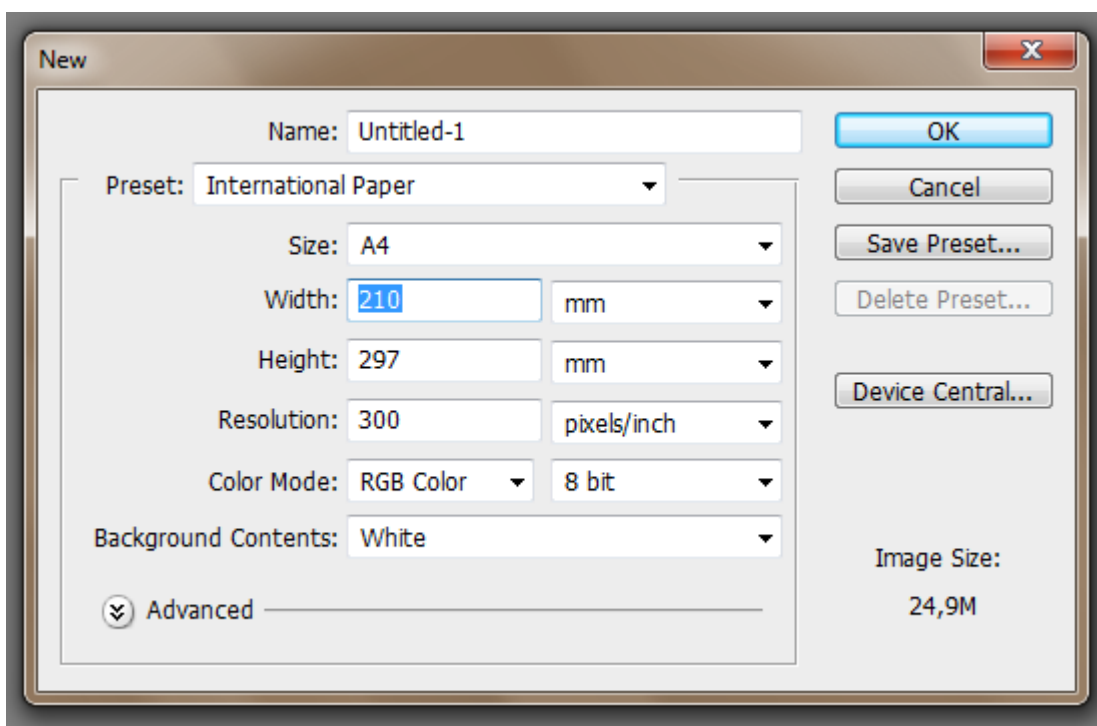 New
Name: Untitled-1
OK
Preset: International Paper
Cancel
Size: A4
Save Preset...
Width: 210 mm
Delete Preset...
Height: 297 mm
Device Central...
Resolution: 300 pixels/inch
Color Mode: RGB Color 8 bit
Background Contents: White
Image Size:
Advanced
24,9M